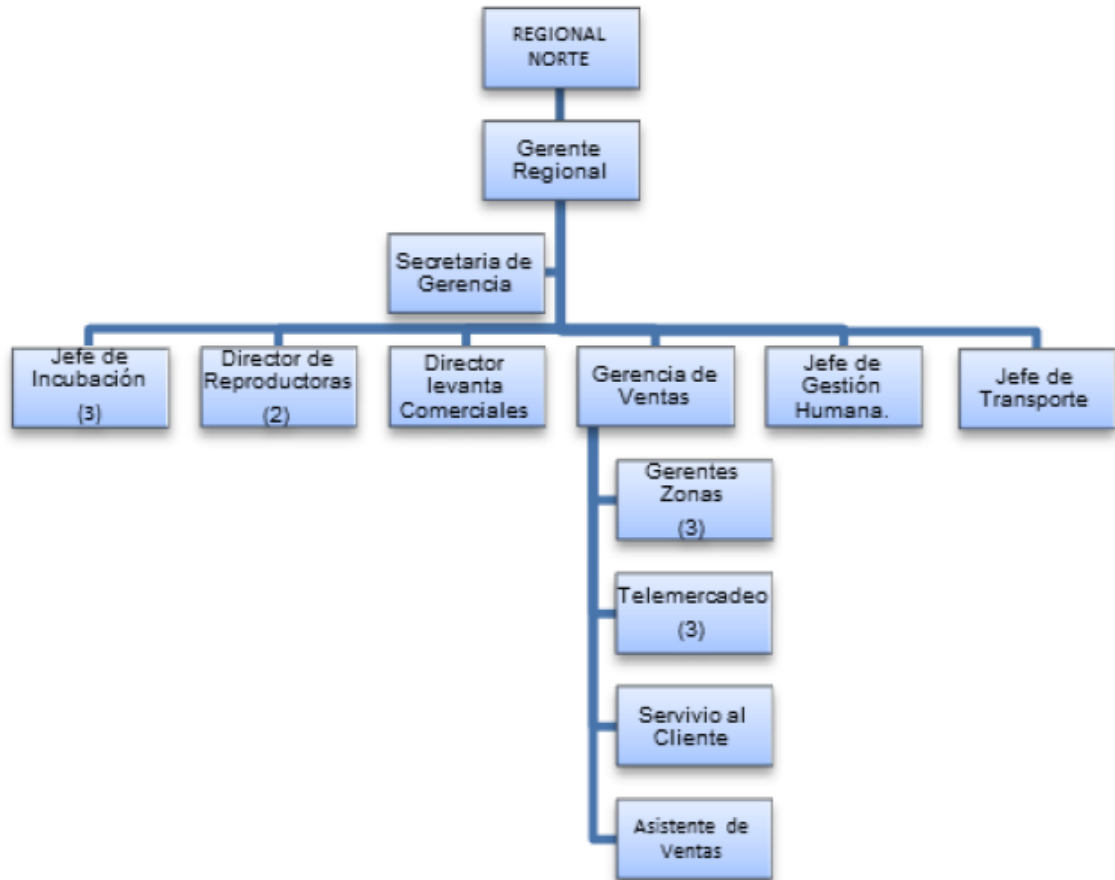 REGIONAL
NORTE
Gerente
Regional
Secretaria de
Gerencia
Jefe de
Incubación
(3)
Director de
Reproductoras
(2)
Director
levanta
Comerciales
Gerencia de
Ventas
Jefe de
Gestión
Humana.
Jefe de
Transporte
Gerentes
Zonas
(3)
Telemercadeo
(3)
Servivio al
Cliente
Asistente de
Ventas